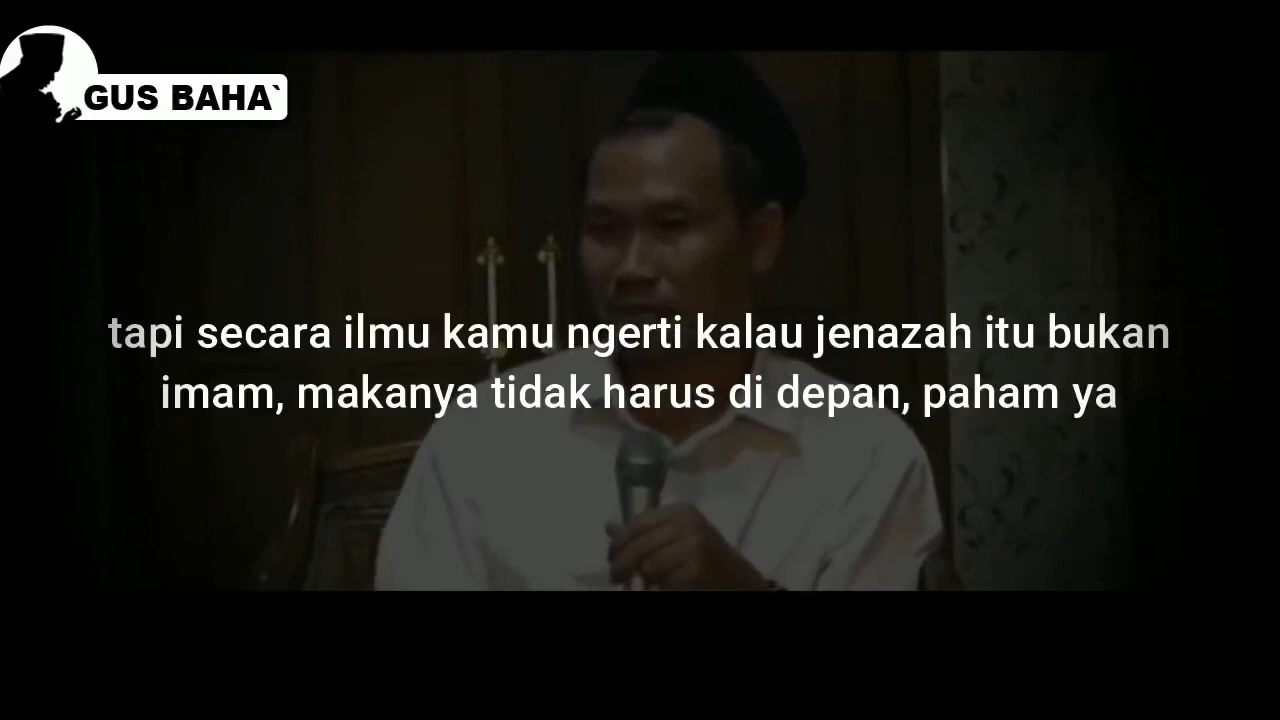 GUS BAHA`
tapi secara ilmu kamu ngerti kalau jenazah itu bukan
imam, makanya tidak harus di depan, paham ya